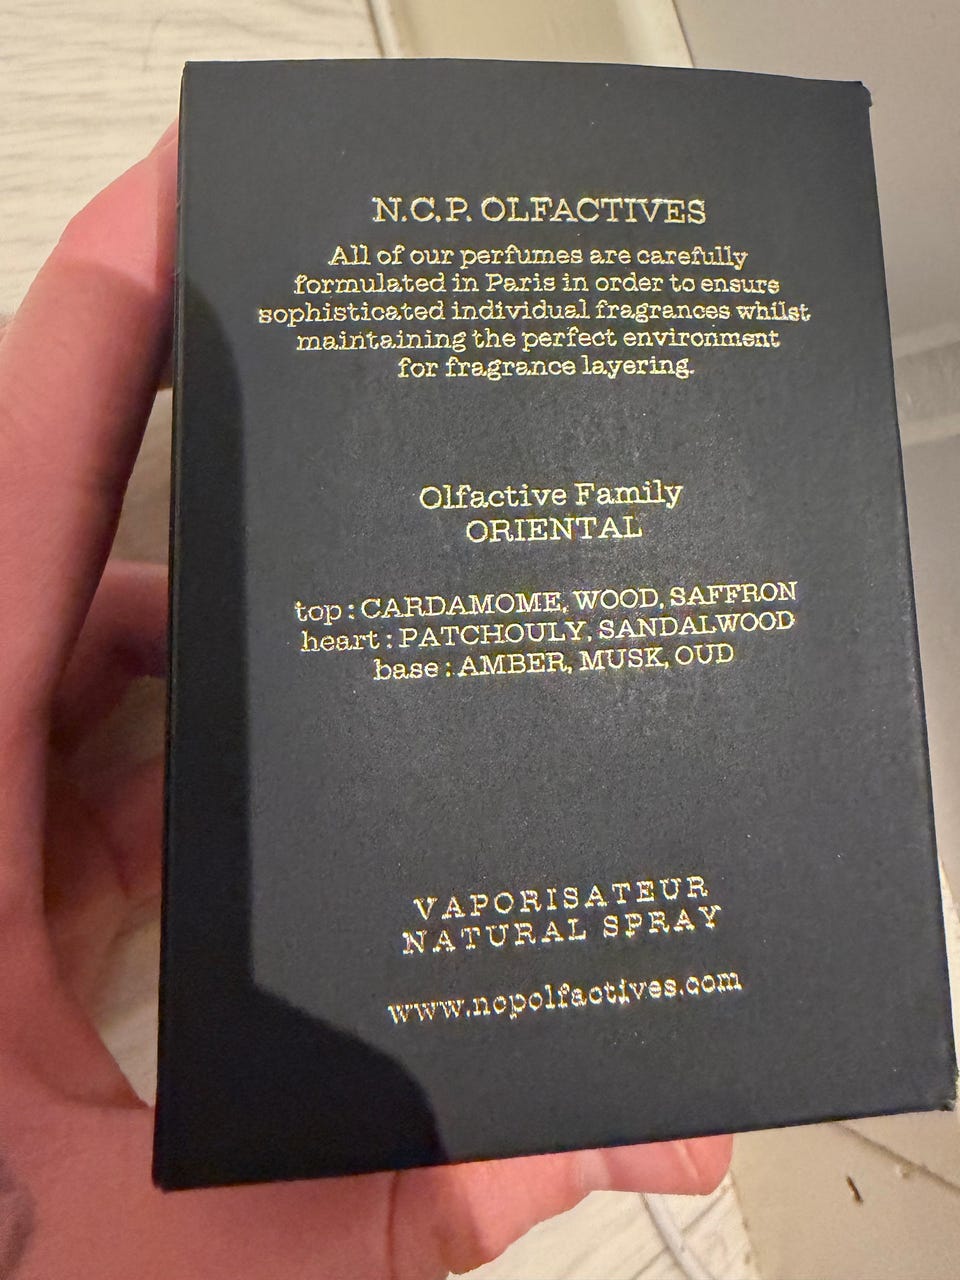 N.C.P. OLFACTIVES
All of our perfumes are carefully
formulated in Paris in order to ensure
sophisticated individual fragrances whilst
maintaining the perfect environment
for fragrance layering.
Olfactive Family
ORIENTAL
top : CARDAMOME, WOOD, SAFFRON
heart : PATCHOULY, SANDALWOOD
base : AMBER, MUSK, OUD
VAPORISATEUR
NATURAL SPRAY
www.ncpolfactives.com